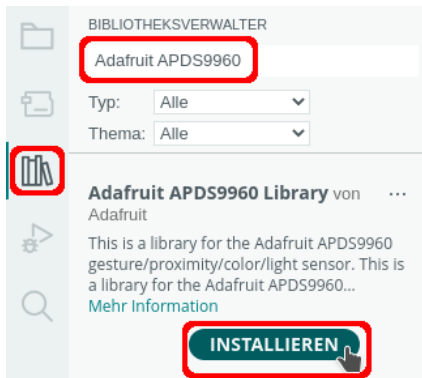 BIBLIOTHEKSVERWALTER
Adafruit APDS9960
Typ: Alle
Thema: Alle
Adafruit APDS9960 Library von ...
Adafruit
This is a library for the Adafruit APDS9960
gesture/proximity/color/light sensor. This is
a library for the Adafruit APDS9960...
Mehr Information
INSTALLIEREN